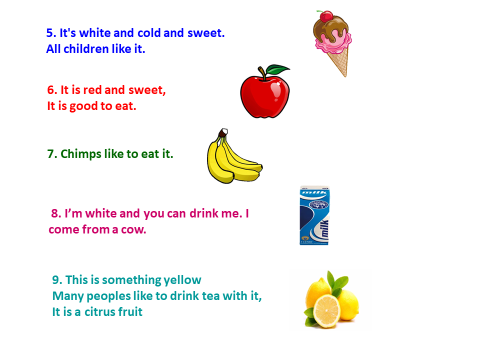 5. It's white and cold and sweet.
All children like it.
6. It is red and sweet,
It is good to eat.
7. Chimps like to eat it.
8. I’m white and you can drink me. I
come from a cow.
milk
milk
9. This is something yellow
Many peoples like to drink tea with it,
It is a citrus fruit